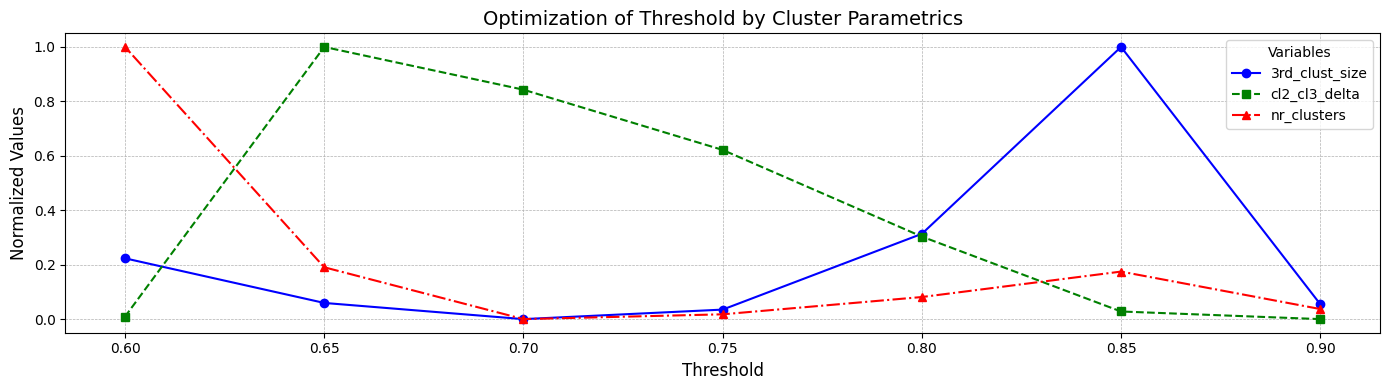 Optimization of Threshold by Cluster Parametrics
Normalized Values
1.0
0.8
0.6
0.4
0.2
0.0
Variables
3rd_clust_size
cl2_cl3_delta
nr_clusters
0.60 0.65 0.70 0.75 0.80 0.85 0.90
Threshold